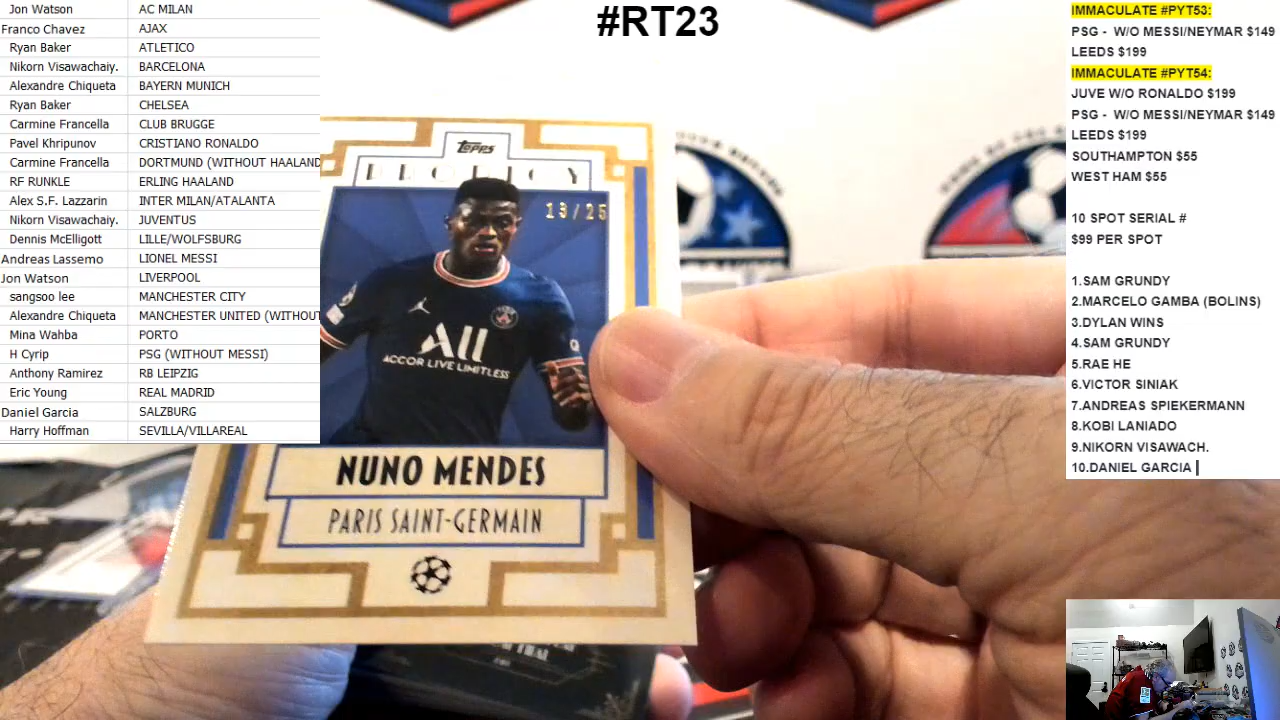 #RT23
Jon Watson AC MILAN
Franco Chavez AJAX
Ryan Baker ATLETICO
Nikorn Visawachaiy. BARCELONA
Alexandre Chiqueta BAYERN MUNICH
Ryan Baker CHELSEA
Carmine Francella CLUB BRUGGE
Pavel Khripunov CRISTIANO RONALDO
Carmine Francella DORTMUND (WITHOUT HAALAND
RF RUNKLE ERLING HAALAND
Alex S.F. Lazzarin INTER MILAN/ATALANTA
Nikorn Visawachaiy. JUVENTUS
Dennis McElligott LILLE/WOLFSBURG
Andreas Lassemo LIONEL MESSI
Jon Watson LIVERPOOL
sangsoo lee MANCHESTER CITY
Alexandre Chiqueta MANCHESTER UNITED (WITHOU
Mina Wahba PORTO
H Cyrip PSG (WITHOUT MESSI)
Anthony Ramirez RB LEIPZIG
Eric Young REAL MADRID
Daniel Garcia SALZBURG
Harry Hoffman SEVILLA/VILLAREAL
Topps
13/25
All
ACCOR LIVE LIMITLESS
NUNO MENDES
PARIS SAINT-GERMAIN
IMMACULATE #PYT53:
PSG - W/O MESSI/NEYMAR $149
LEEDS $199
IMMACULATE #PYT54:
JUVE W/O RONALDO $199
PSG - W/O MESSI/NEYMAR $149
LEEDS $199
SOUTHAMPTON $55
WEST HAM $55
10 SPOT SERIAL #
$99 PER SPOT
1.SAM GRUNDY
2.MARCELO GAMBA (BOLINS)
3.DYLAN WINS
4.SAM GRUNDY
5.RAE HE
6.VICTOR SINIAK
7.ANDREAS SPIEKERMANN
8.KOBI LANIADO
9.NIKORN VISAWACH.
10.DANIEL GARCIA